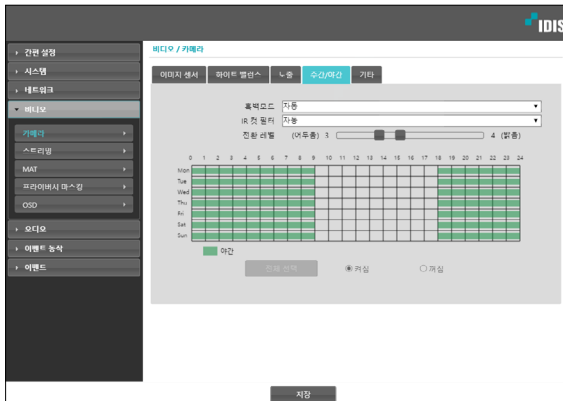 IDIS
비디오 / 카메라
간편 설정
시스템
네트워크
비디오
카메라
스트리밍
MAT
프라이버시 마스킹
OSD
오디오
이벤트 동작
이벤트
이미지 센서 화이트 밸런스 노출 주간/야간 기타
흑백모드 자동
IR 컷 필터 자동
전환 레벨 (어두움) 3 4 (밝음)
0 1 2 3 4 5 6 7 8 9 10 11 12 13 14 15 16 17 18 19 20 21 22 23 24
Mon
Tue
Wed
Thu
Fri
Sat
Sun
야간
전체 선택 켜짐 꺼짐
저장